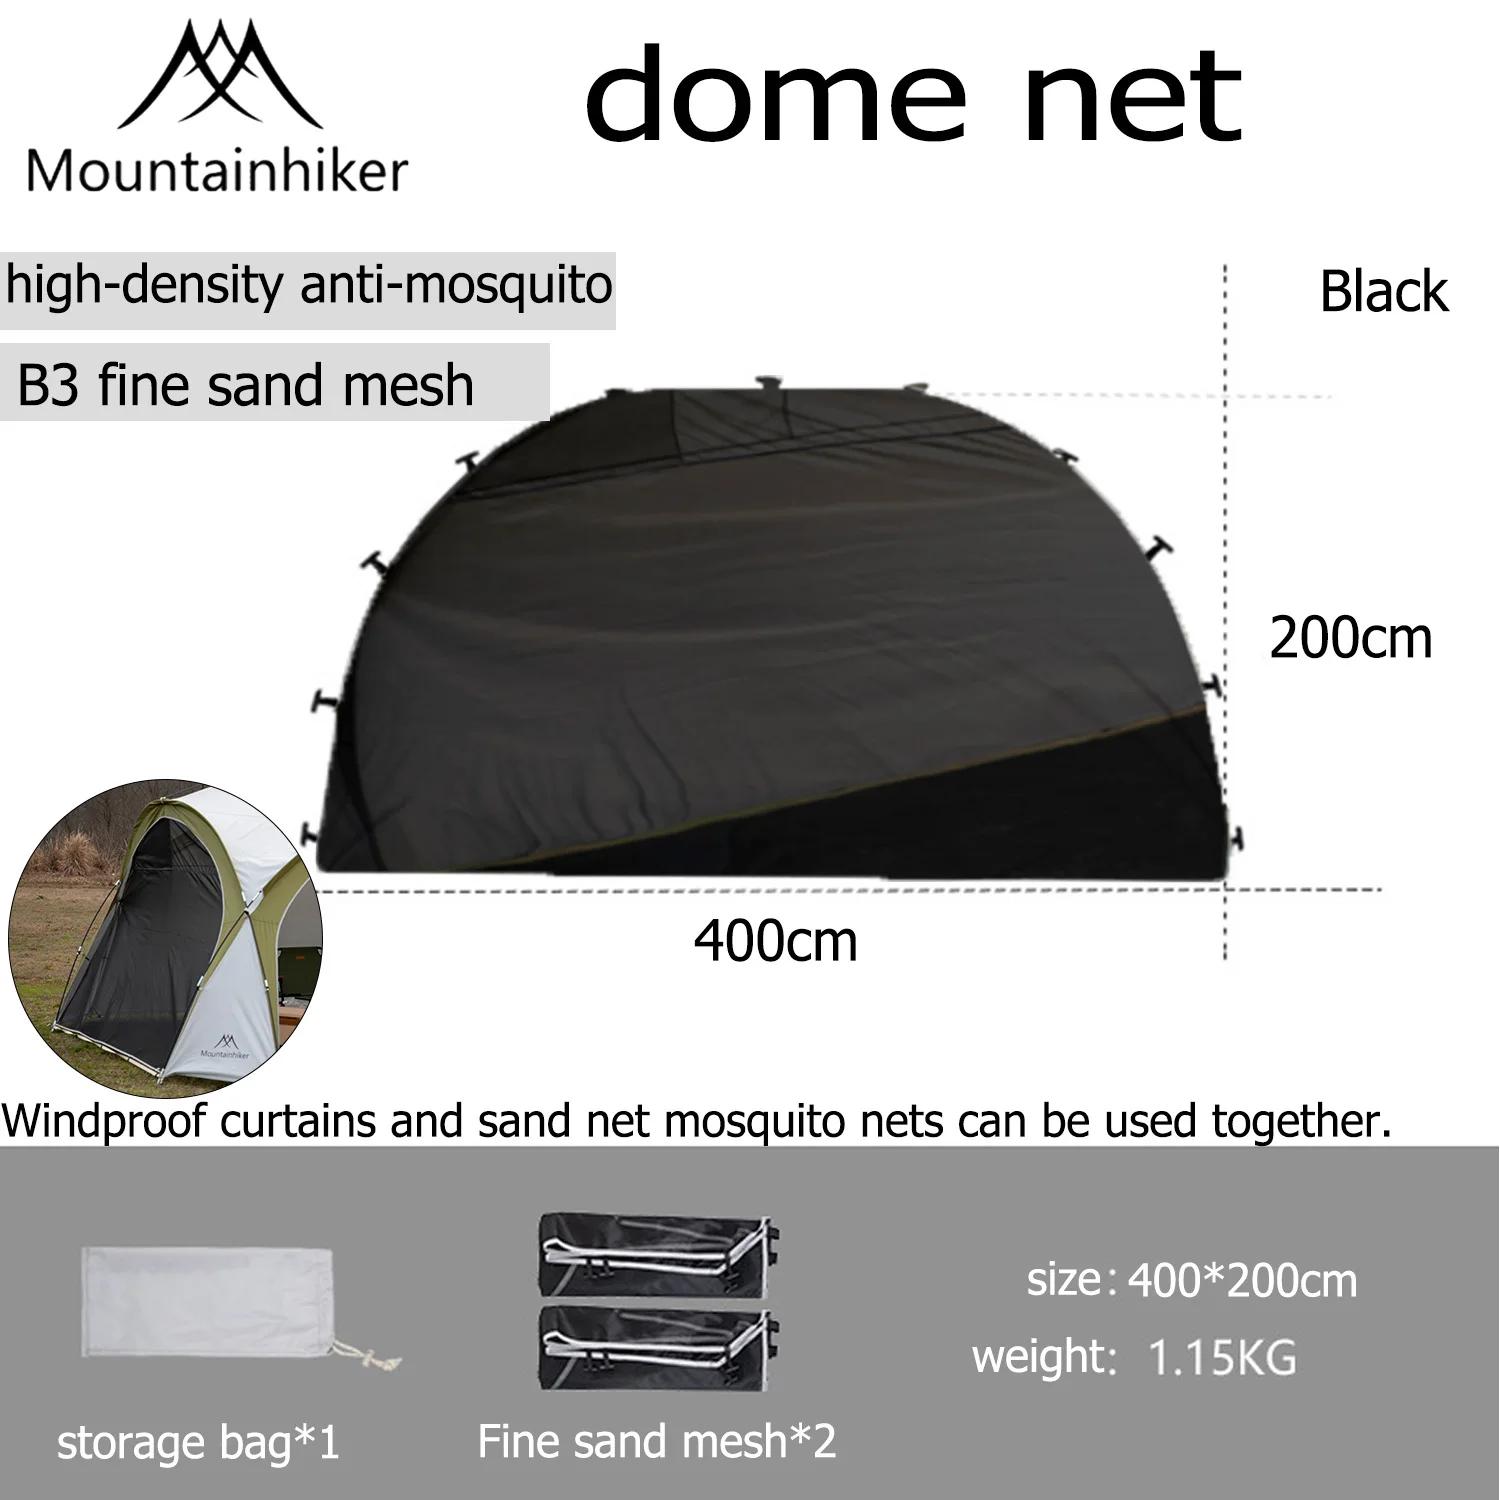 Mountainhiker
dome net
high-density anti-mosquito
B3 fine sand mesh
Black
200cm
400cm
Mountainhiker
Windproof curtains and sand net mosquito nets can be used together.
size: 400*200cm
weight: 1.15KG
storage bag*1
Fine sand mesh*2